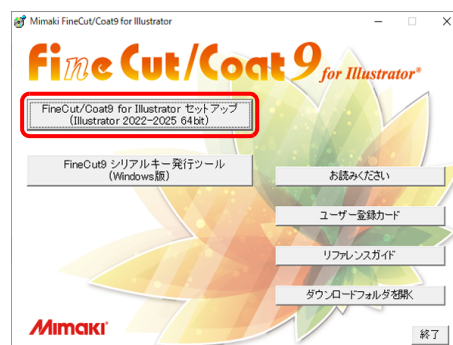 Mimaki FineCut/Coat9 for Illustrator
Fine Cut/Coat 9 for Illustrator®
FineCut/Coat9 for Illustrator セットアップ
(Illustrator 2022-2025 64bit)
FineCut9 シリアルキー発行ツール
(Windows版)
お読みください
ユーザー登録カード
リファレンスガイド
ダウンロードフォルダを開く
Mimaki
終了